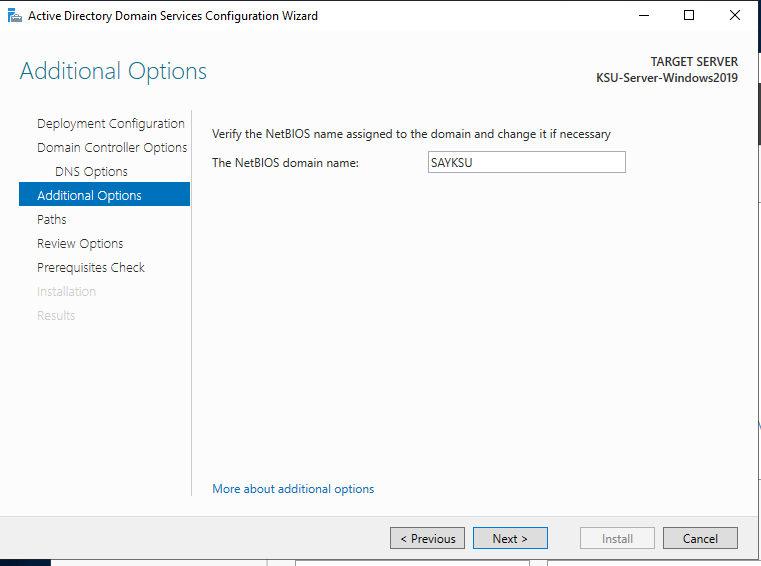 Active Directory Domain Services Configuration Wizard
Additional Options
TARGET SERVER
KSU-Server-Windows2019
Deployment Configuration
Domain Controller Options
DNS Options
Additional Options
Paths
Review Options
Prerequisites Check
Installation
Results
Verify the NetBIOS name assigned to the domain and change it if necessary
The NetBIOS domain name: SAYKSU
More about additional options
< Previous Next > Install Cancel